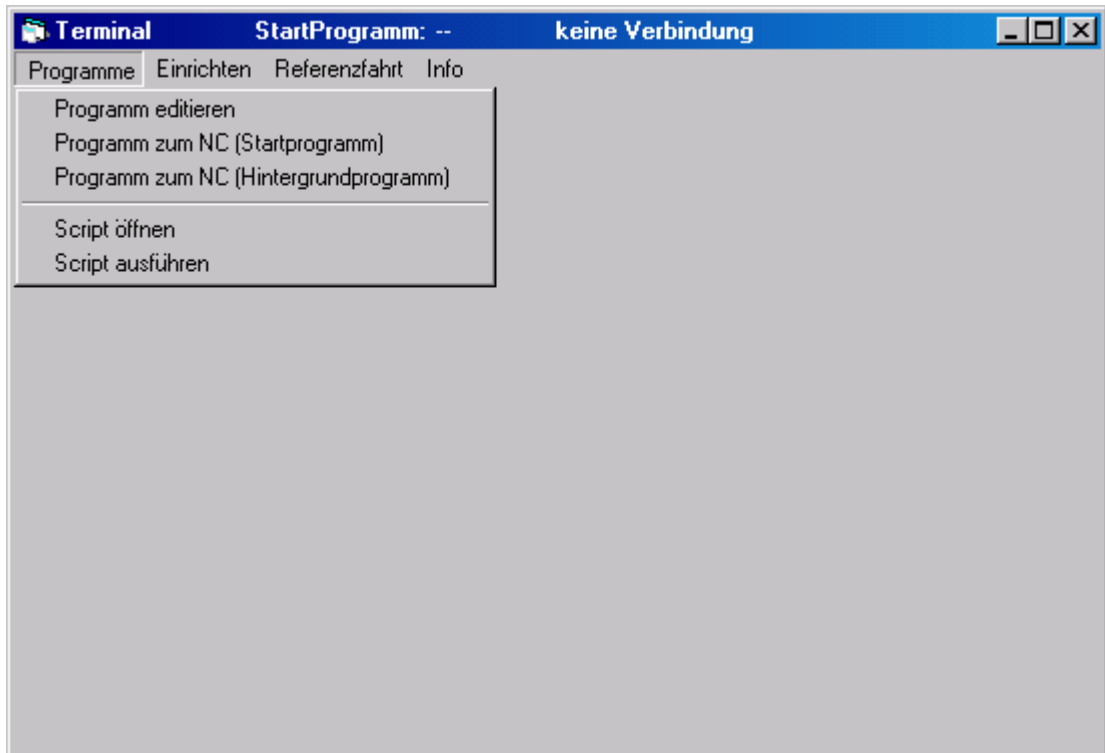 Terminal StartProgramm: -- keine Verbindung
Programme Einrichten Referenzfahrt Info
Programm editieren
Programm zum NC (Startprogramm)
Programm zum NC (Hintergrundprogramm)
Script öffnen
Script ausführen